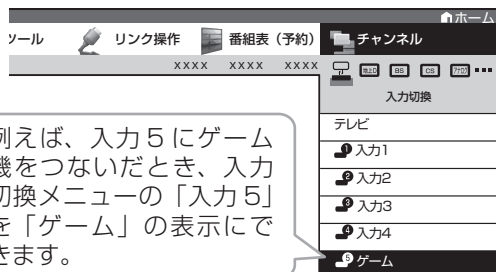 ホーム
ツール リンク操作 番組表（予約） チャンネル
xxxx xxxx xxxx
地上D BS CS アナログ
入力切換
テレビ
1 入力1
2 入力2
3 入力3
4 入力4
5 ゲーム
例えば、入力5にゲーム
機をつないだとき、入力
切換メニューの「入力5」
を「ゲーム」の表示にで
きます。